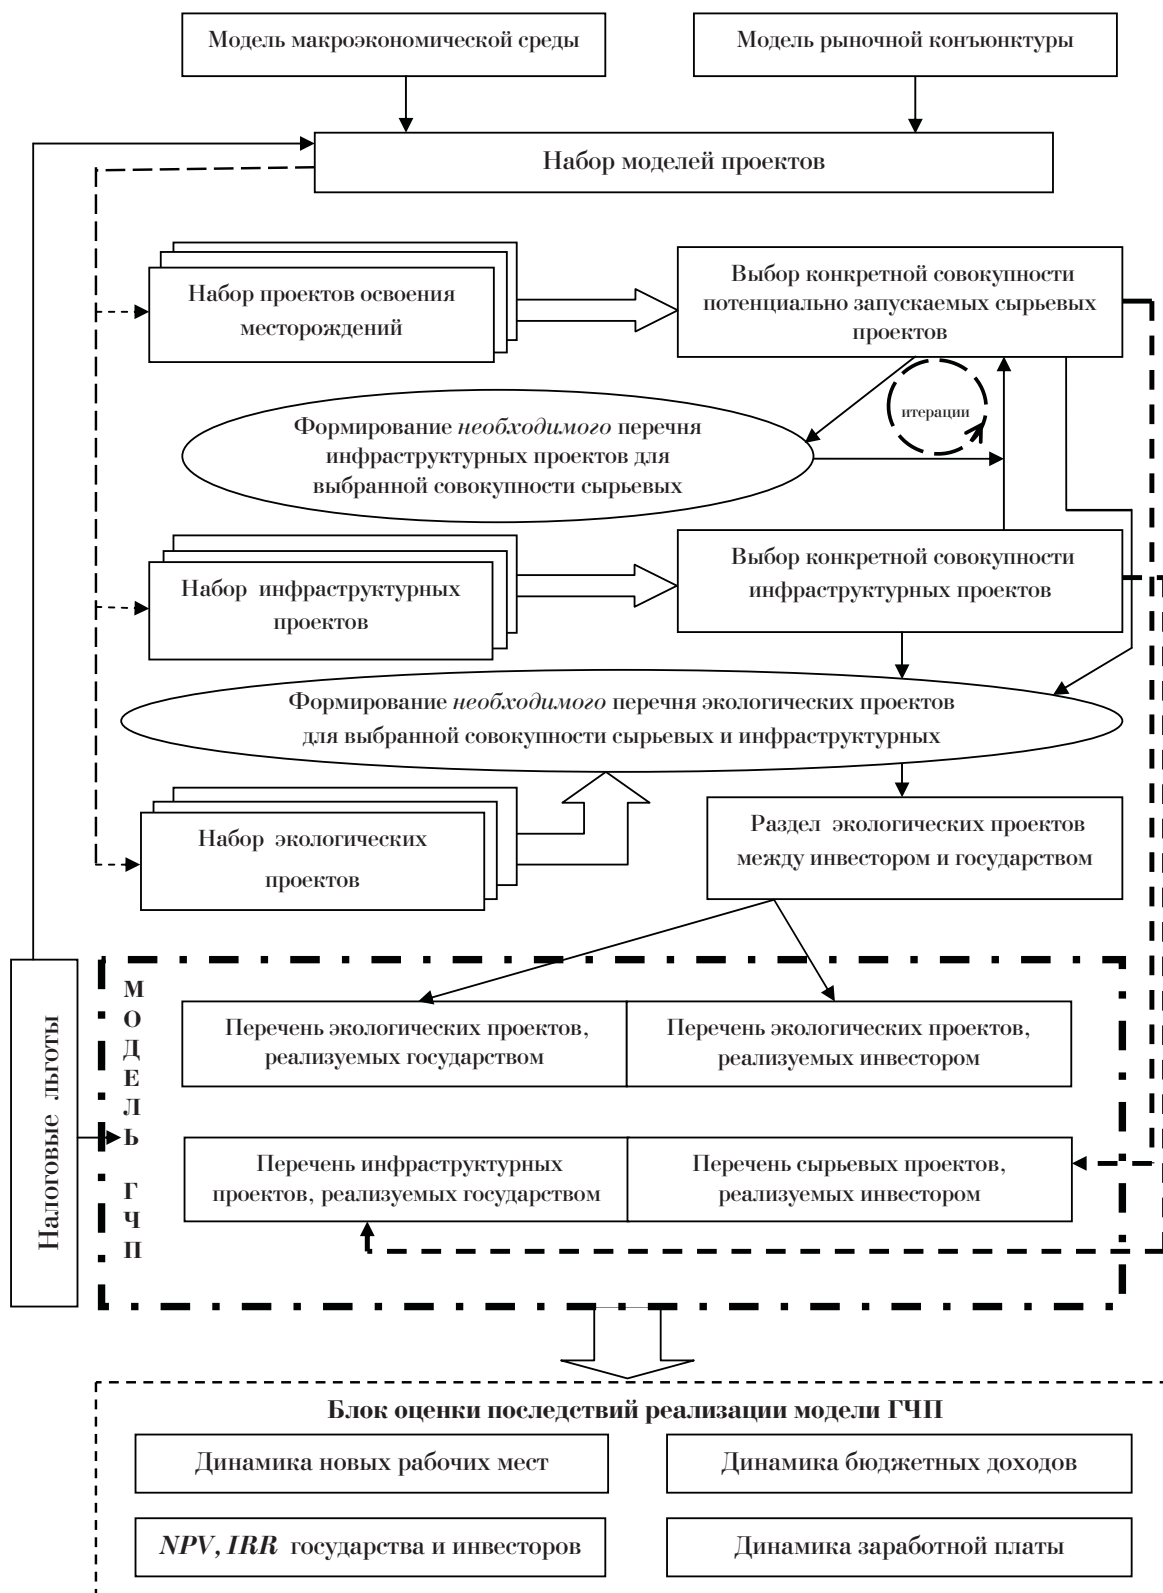 Модель макроэкономической среды
Модель рыночной конъюнктуры
Набор моделей проектов
Набор проектов освоения
месторождений
Выбор конкретной совокупности
потенциально запускаемых сырьевых
проектов
итерации
Формирование необходимого перечня
инфраструктурных проектов для
выбранной совокупности сырьевых
Набор инфраструктурных
проектов
Выбор конкретной совокупности
инфраструктурных проектов
Формирование необходимого перечня экологических проектов
для выбранной совокупности сырьевых и инфраструктурных
Набор экологических
проектов
Раздел экологических проектов
между инвестором и государством
Налоговые льготы
МОДЕЛЬ ГЧП
Перечень экологических проектов,
реализуемых государством
Перечень экологических проектов,
реализуемых инвестором
Перечень инфраструктурных
проектов, реализуемых государством
Перечень сырьевых проектов,
реализуемых инвестором
Блок оценки последствий реализации модели ГЧП
Динамика новых рабочих мест
Динамика бюджетных доходов
NPV, IRR государства и инвесторов
Динамика заработной платы